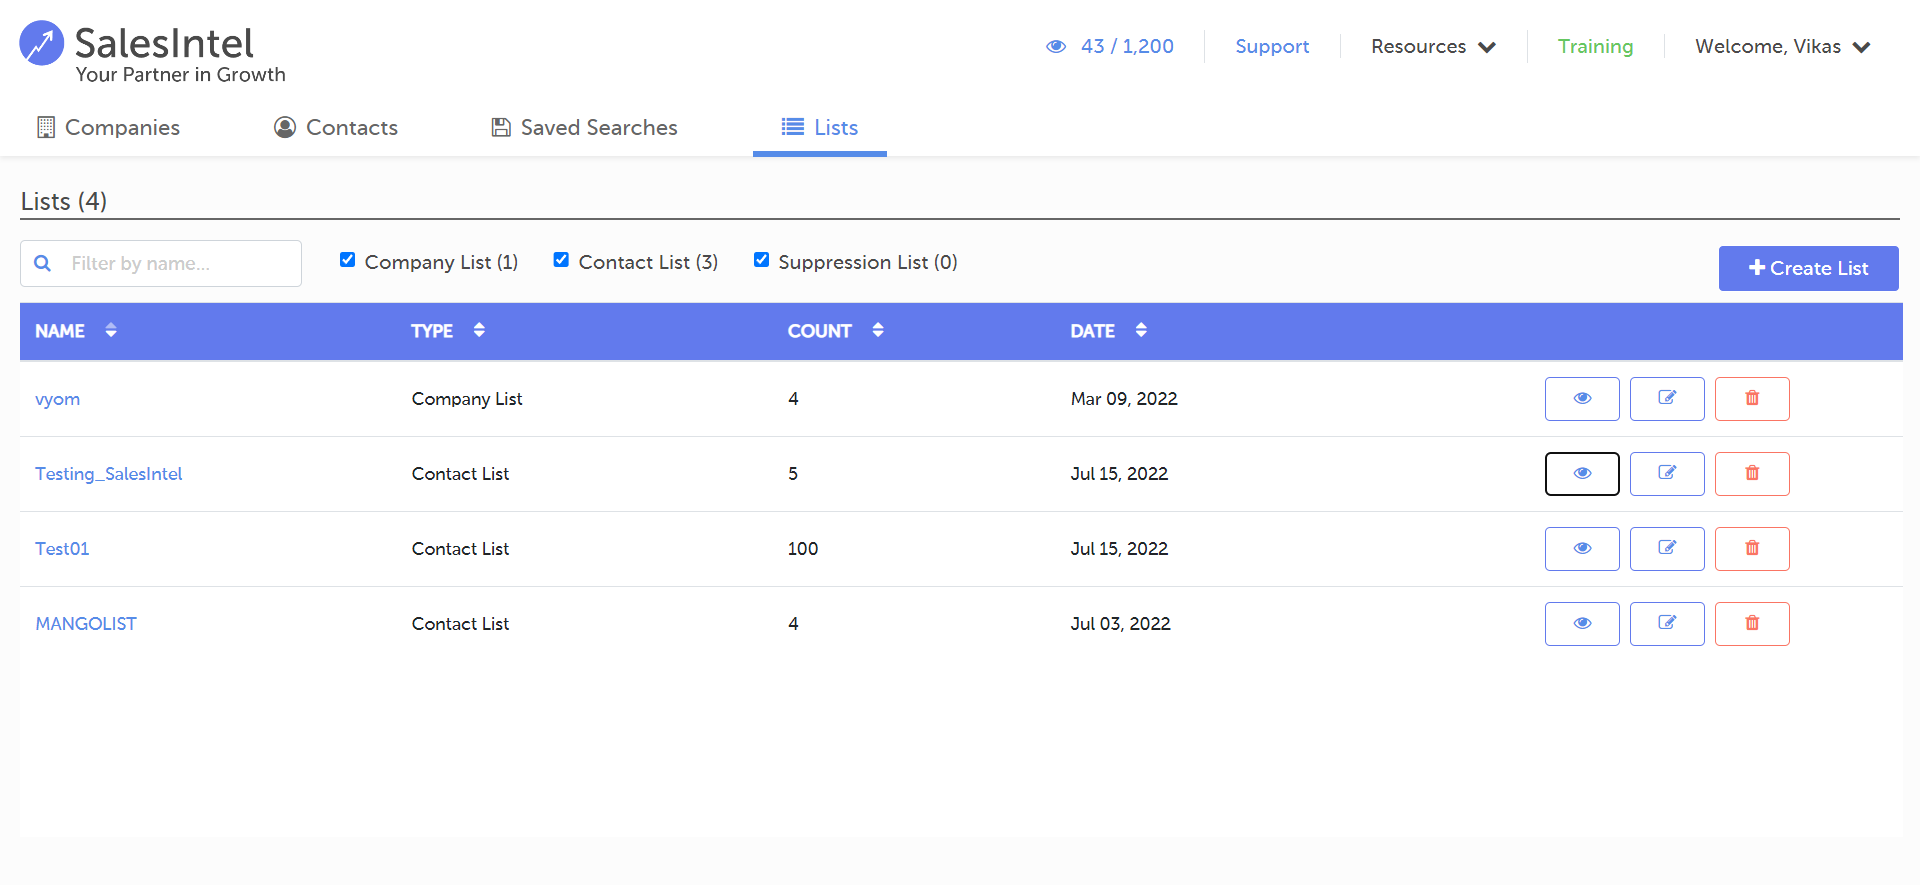 SalesIntel
Your Partner in Growth
43 / 1,200
Support
Resources
Training
Welcome, Vikas
Companies
Contacts
Saved Searches
Lists
Lists (4)
Filter by name...
Company List (1)
Contact List (3)
Suppression List (0)
Create List
NAME TYPE COUNT DATE
vyom Company List 4 Mar 09, 2022
Testing_SalesIntel Contact List 5 Jul 15, 2022
Test01 Contact List 100 Jul 15, 2022
MANGOLIST Contact List 4 Jul 03, 2022